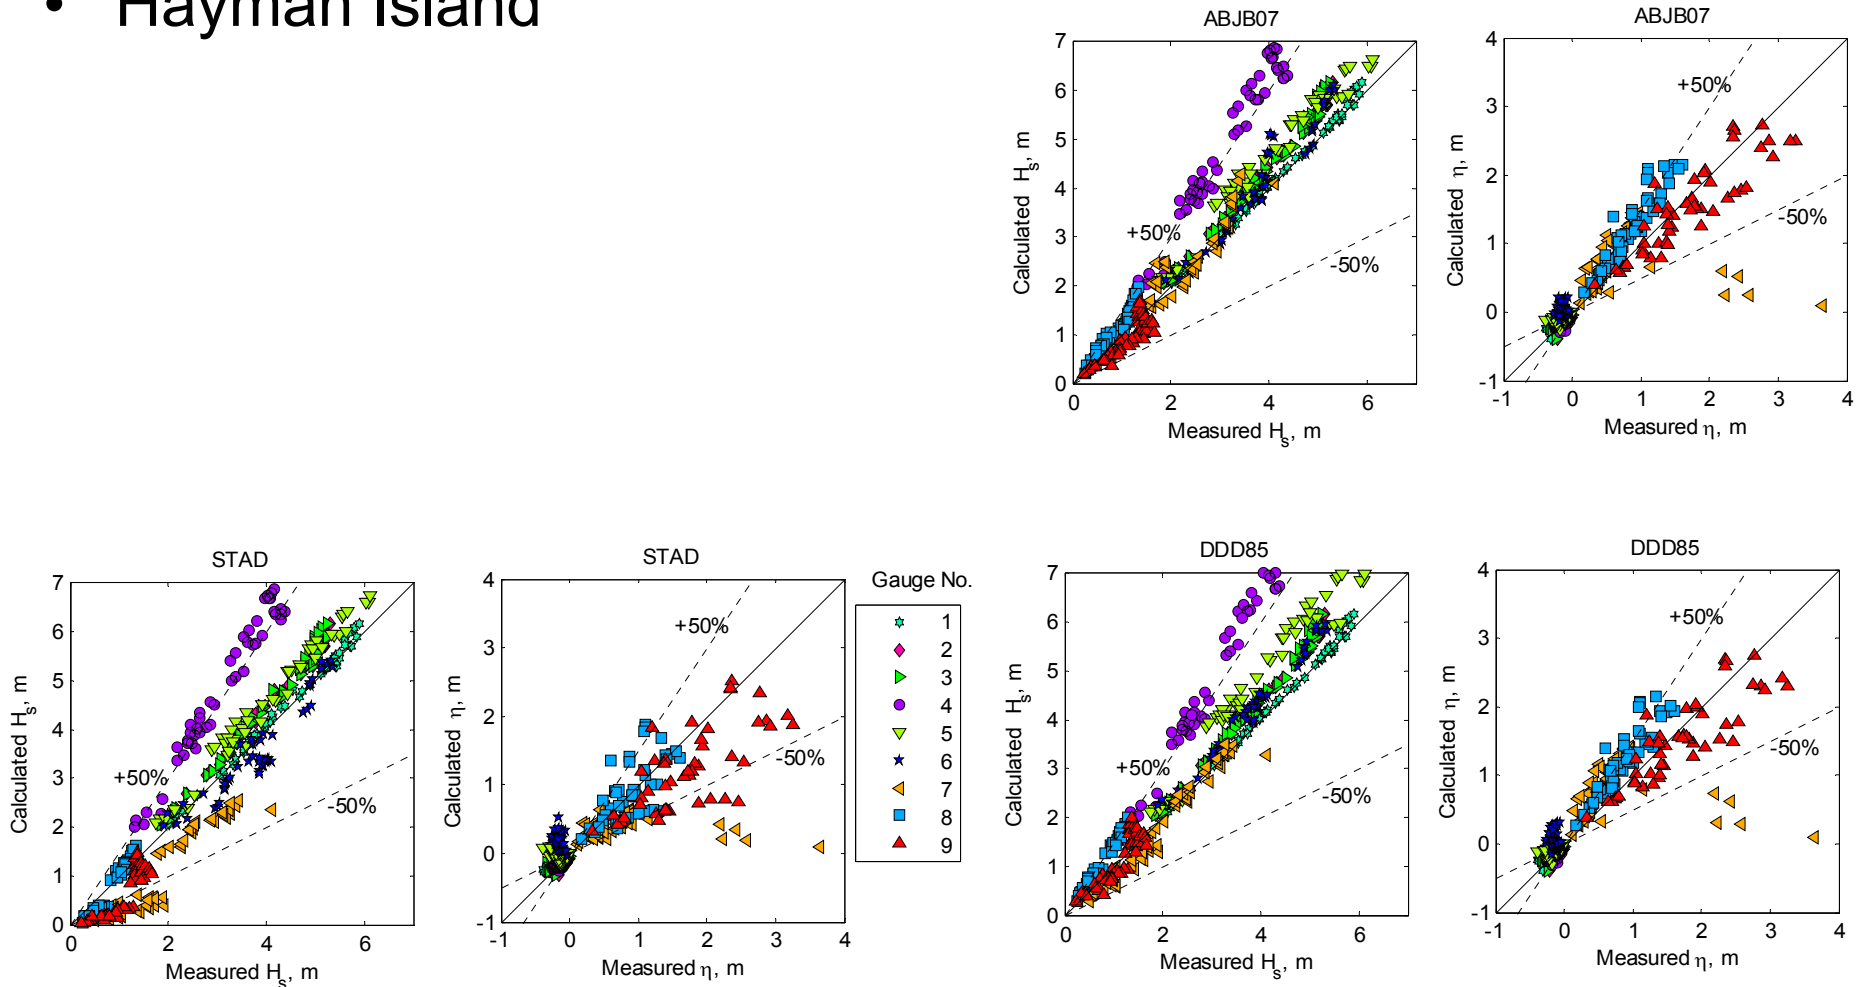 • Hayman Island
ABJB07
7
6
5
4
3
2
1
0
0 2 4 6
+50%
-50%
Calculated Hs, m
Measured Hs, m
ABJB07
4
3
2
1
0
-1
-1 0 1 2 3 4
+50%
-50%
Calculated η, m
Measured η, m
STAD
7
6
5
4
3
2
1
0
0 2 4 6
+50%
-50%
Calculated Hs, m
Measured Hs, m
STAD
4
3
2
1
0
-1
-1 0 1 2 3 4
+50%
-50%
Calculated η, m
Measured η, m
Gauge No.
1
2
3
4
5
6
7
8
9
DDD85
7
6
5
4
3
2
1
0
0 2 4 6
+50%
-50%
Calculated Hs, m
Measured Hs, m
DDD85
4
3
2
1
0
-1
-1 0 1 2 3 4
+50%
-50%
Calculated η, m
Measured η, m